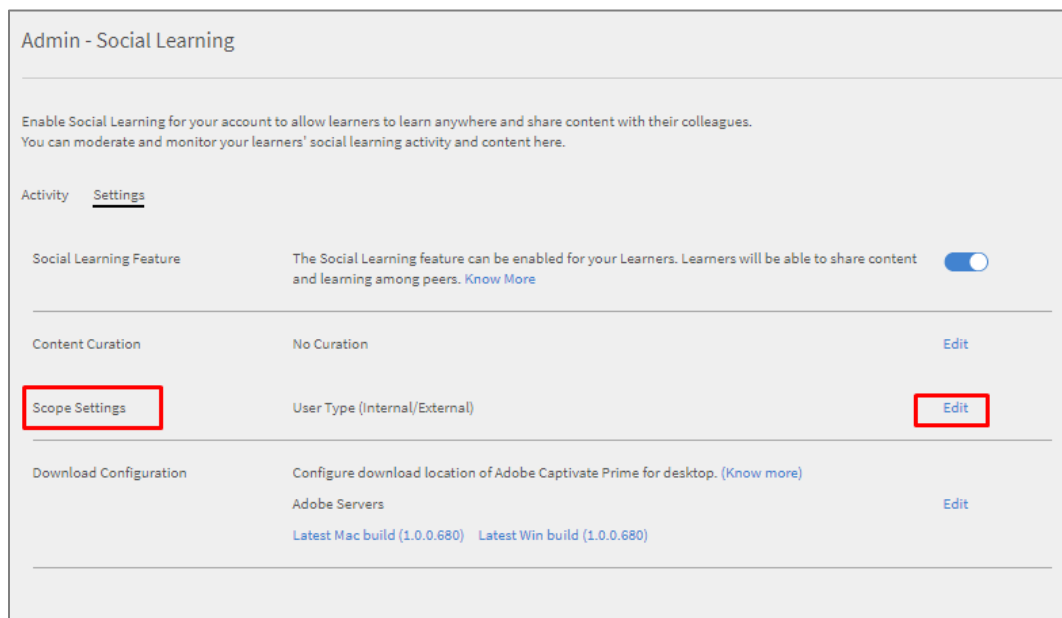 Admin - Social Learning
Enable Social Learning for your account to allow learners to learn anywhere and share content with their colleagues.
You can moderate and monitor your learners' social learning activity and content here.
Activity Settings
Social Learning Feature The Social Learning feature can be enabled for your Learners. Learners will be able to share content
and learning among peers. Know More
Content Curation No Curation Edit
Scope Settings User Type (Internal/External) Edit
Download Configuration Configure download location of Adobe Captivate Prime for desktop. (Know more)
Adobe Servers Edit
Latest Mac build (1.0.0.680) Latest Win build (1.0.0.680)